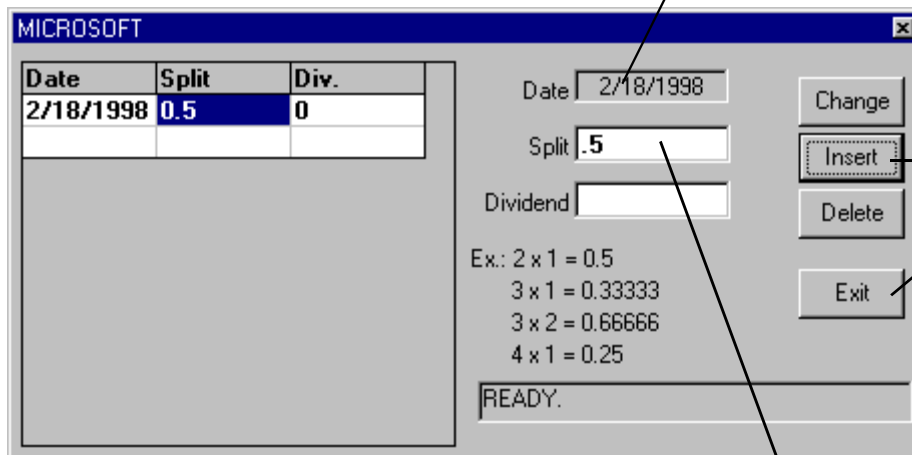 MICROSOFT
Date Split Div.
2/18/1998 0.5 0
Date 2/18/1998
Split .5
Dividend
Change
Insert
Delete
Exit
Ex.: 2 x 1 = 0.5
3 x 1 = 0.33333
3 x 2 = 0.66666
4 x 1 = 0.25
READY.